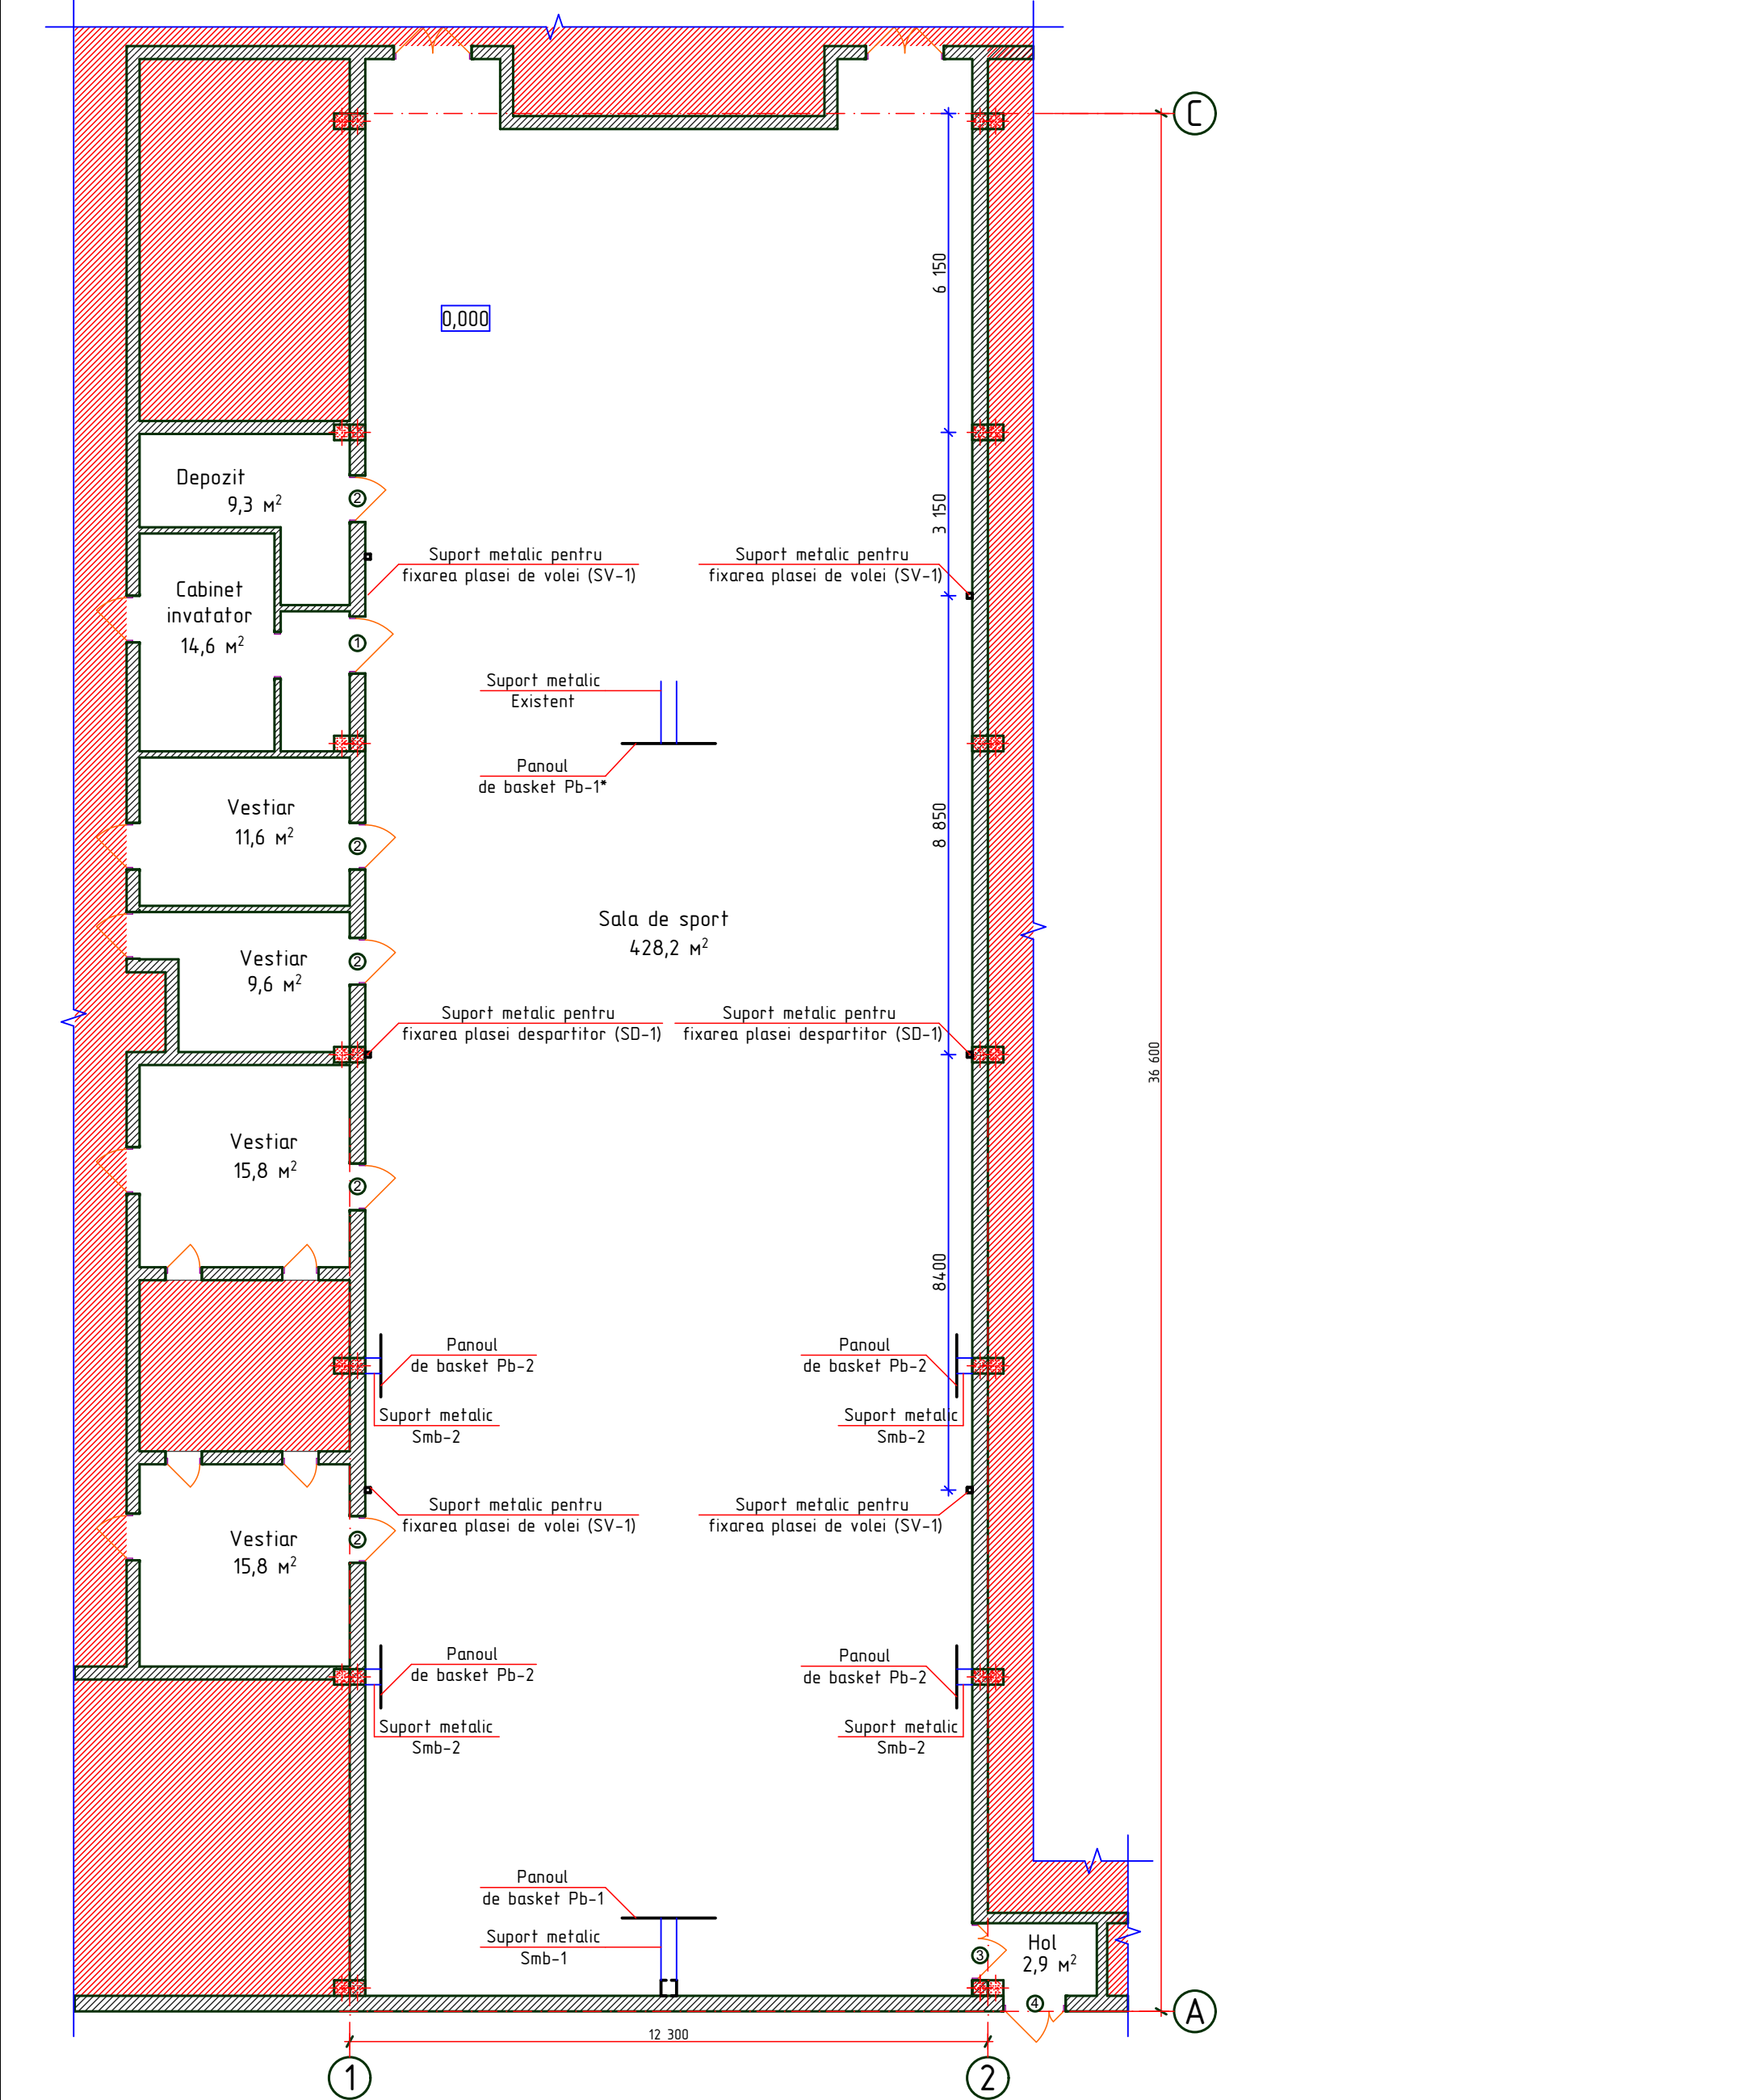 C
6 150
0,000
Depozit
9,3 м²
2
3 150
Suport metalic pentru
fixarea plasei de volei (SV-1)
Suport metalic pentru
fixarea plasei de volei (SV-1)
Cabinet
invatator
14,6 м²
1
Suport metalic
Existent
Panoul
de basket Pb-1*
8 850
Vestiar
11,6 м²
2
Sala de sport
428,2 м²
Vestiar
9,6 м²
2
Suport metalic pentru
fixarea plasei despartitor (SD-1)
Suport metalic pentru
fixarea plasei despartitor (SD-1)
36 600
Vestiar
15,8 м²
2
8400
Panoul
de basket Pb-2
Panoul
de basket Pb-2
Suport metalic
Smb-2
Suport metalic
Smb-2
Suport metalic pentru
fixarea plasei de volei (SV-1)
Suport metalic pentru
fixarea plasei de volei (SV-1)
Vestiar
15,8 м²
2
Panoul
de basket Pb-2
Panoul
de basket Pb-2
Suport metalic
Smb-2
Suport metalic
Smb-2
Panoul
de basket Pb-1
Suport metalic
Smb-1
Hol
2,9 м²
3
4
A
12 300
1
2